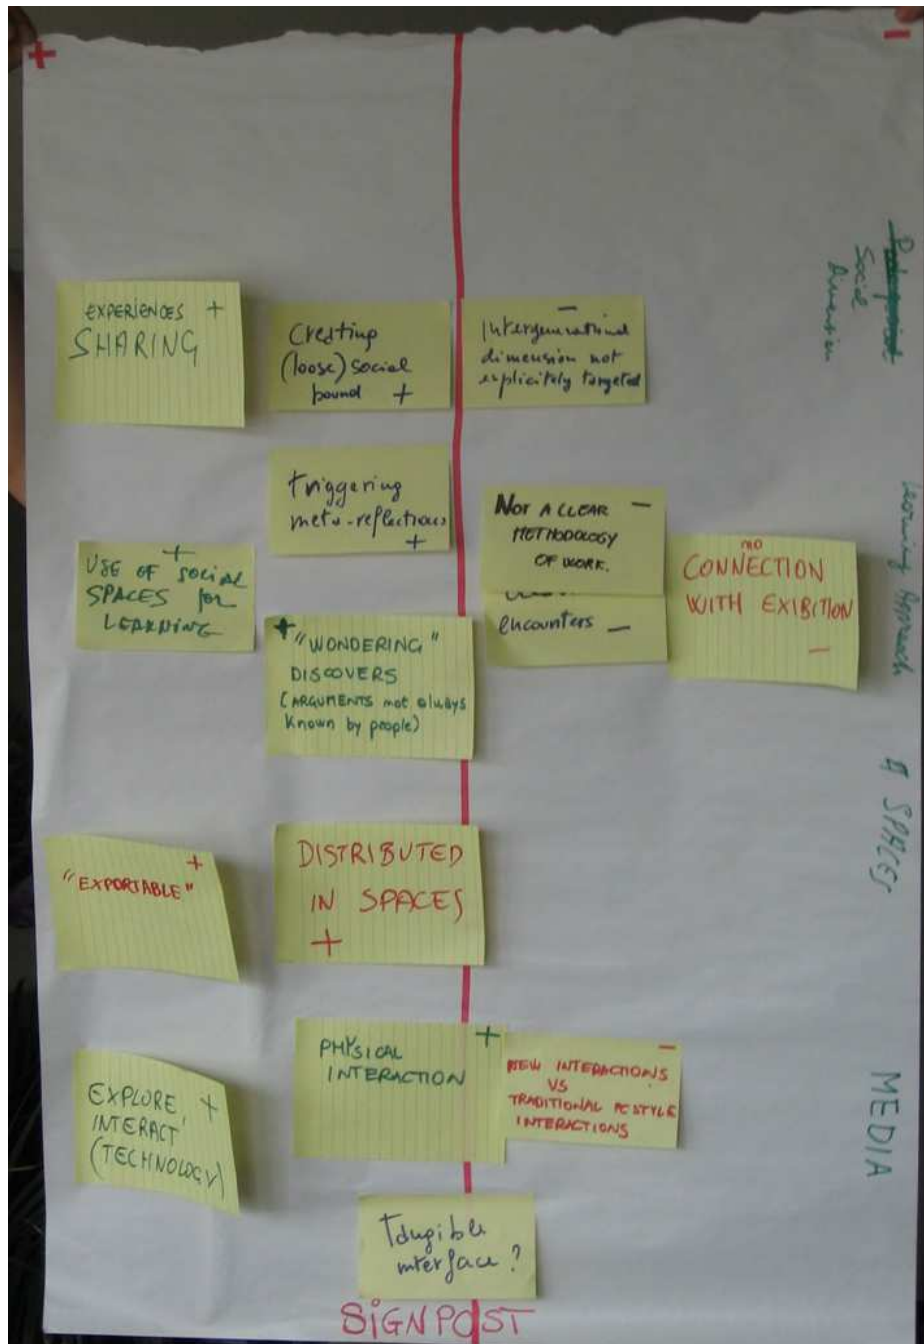 +
-
Social
Dimension
EXPERIENCES +
SHARING
Creating
(loose) social
bound +
-
Intergenerational
dimension not
explicitely targeted
triggering
meta-reflections
+
Learning Approach
+
USE OF SOCIAL
SPACES for
LEARNING
NOT A CLEAR -
METHODOLOGY
OF WORK.
encounters -
no
CONNECTION
WITH EXIBITION
-
+ "WONDERING"
DISCOVERS
(ARGUMENTS not always
known by people)
SPACES
+
"EXPORTABLE"
DISTRIBUTED
IN SPACES
+
MEDIA
EXPLORE +
INTERACT
(TECHNOLOGY)
+
PHYSICAL
INTERACTION
-
NEW INTERACTIONS
VS
TRADITIONAL PC STYLE
INTERACTIONS
Tangible
interface?
SIGNPOST